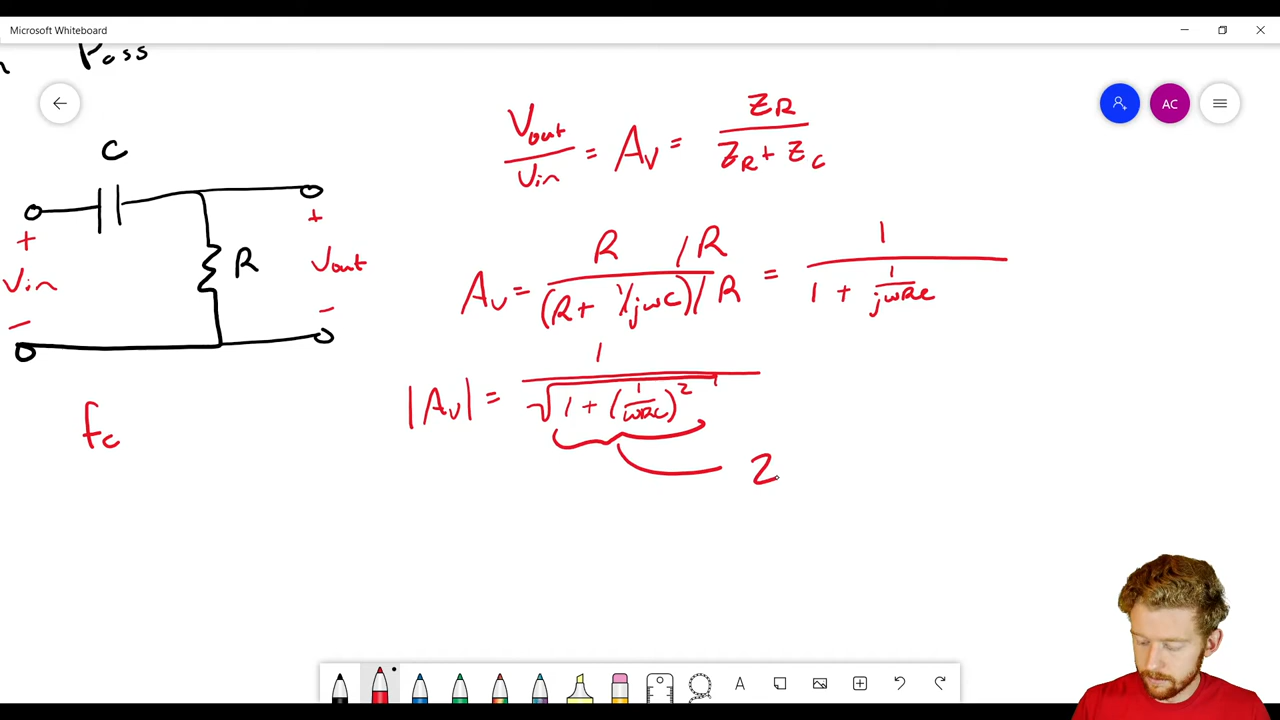 Microsoft Whiteboard
Pass
AC
C
R
+ Vin -
+ Vout -
Vout/Vin = Av = ZR/(ZR + ZC)
Av = R /R / (R + 1/jωC)/R = 1/(1 + 1/jωRC)
|Av| = 1/√(1 + (1/ωRC)²)
fc
2